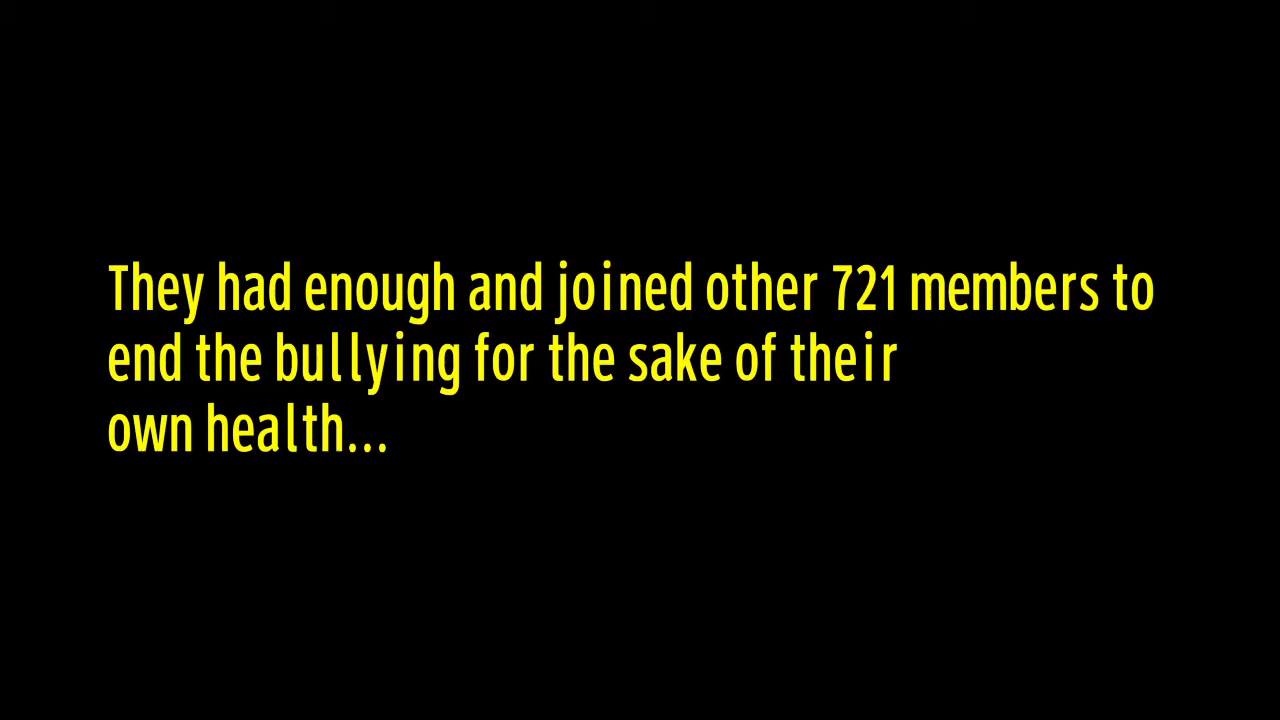 They had enough and joined other 721 members to
end the bullying for the sake of their
own health...